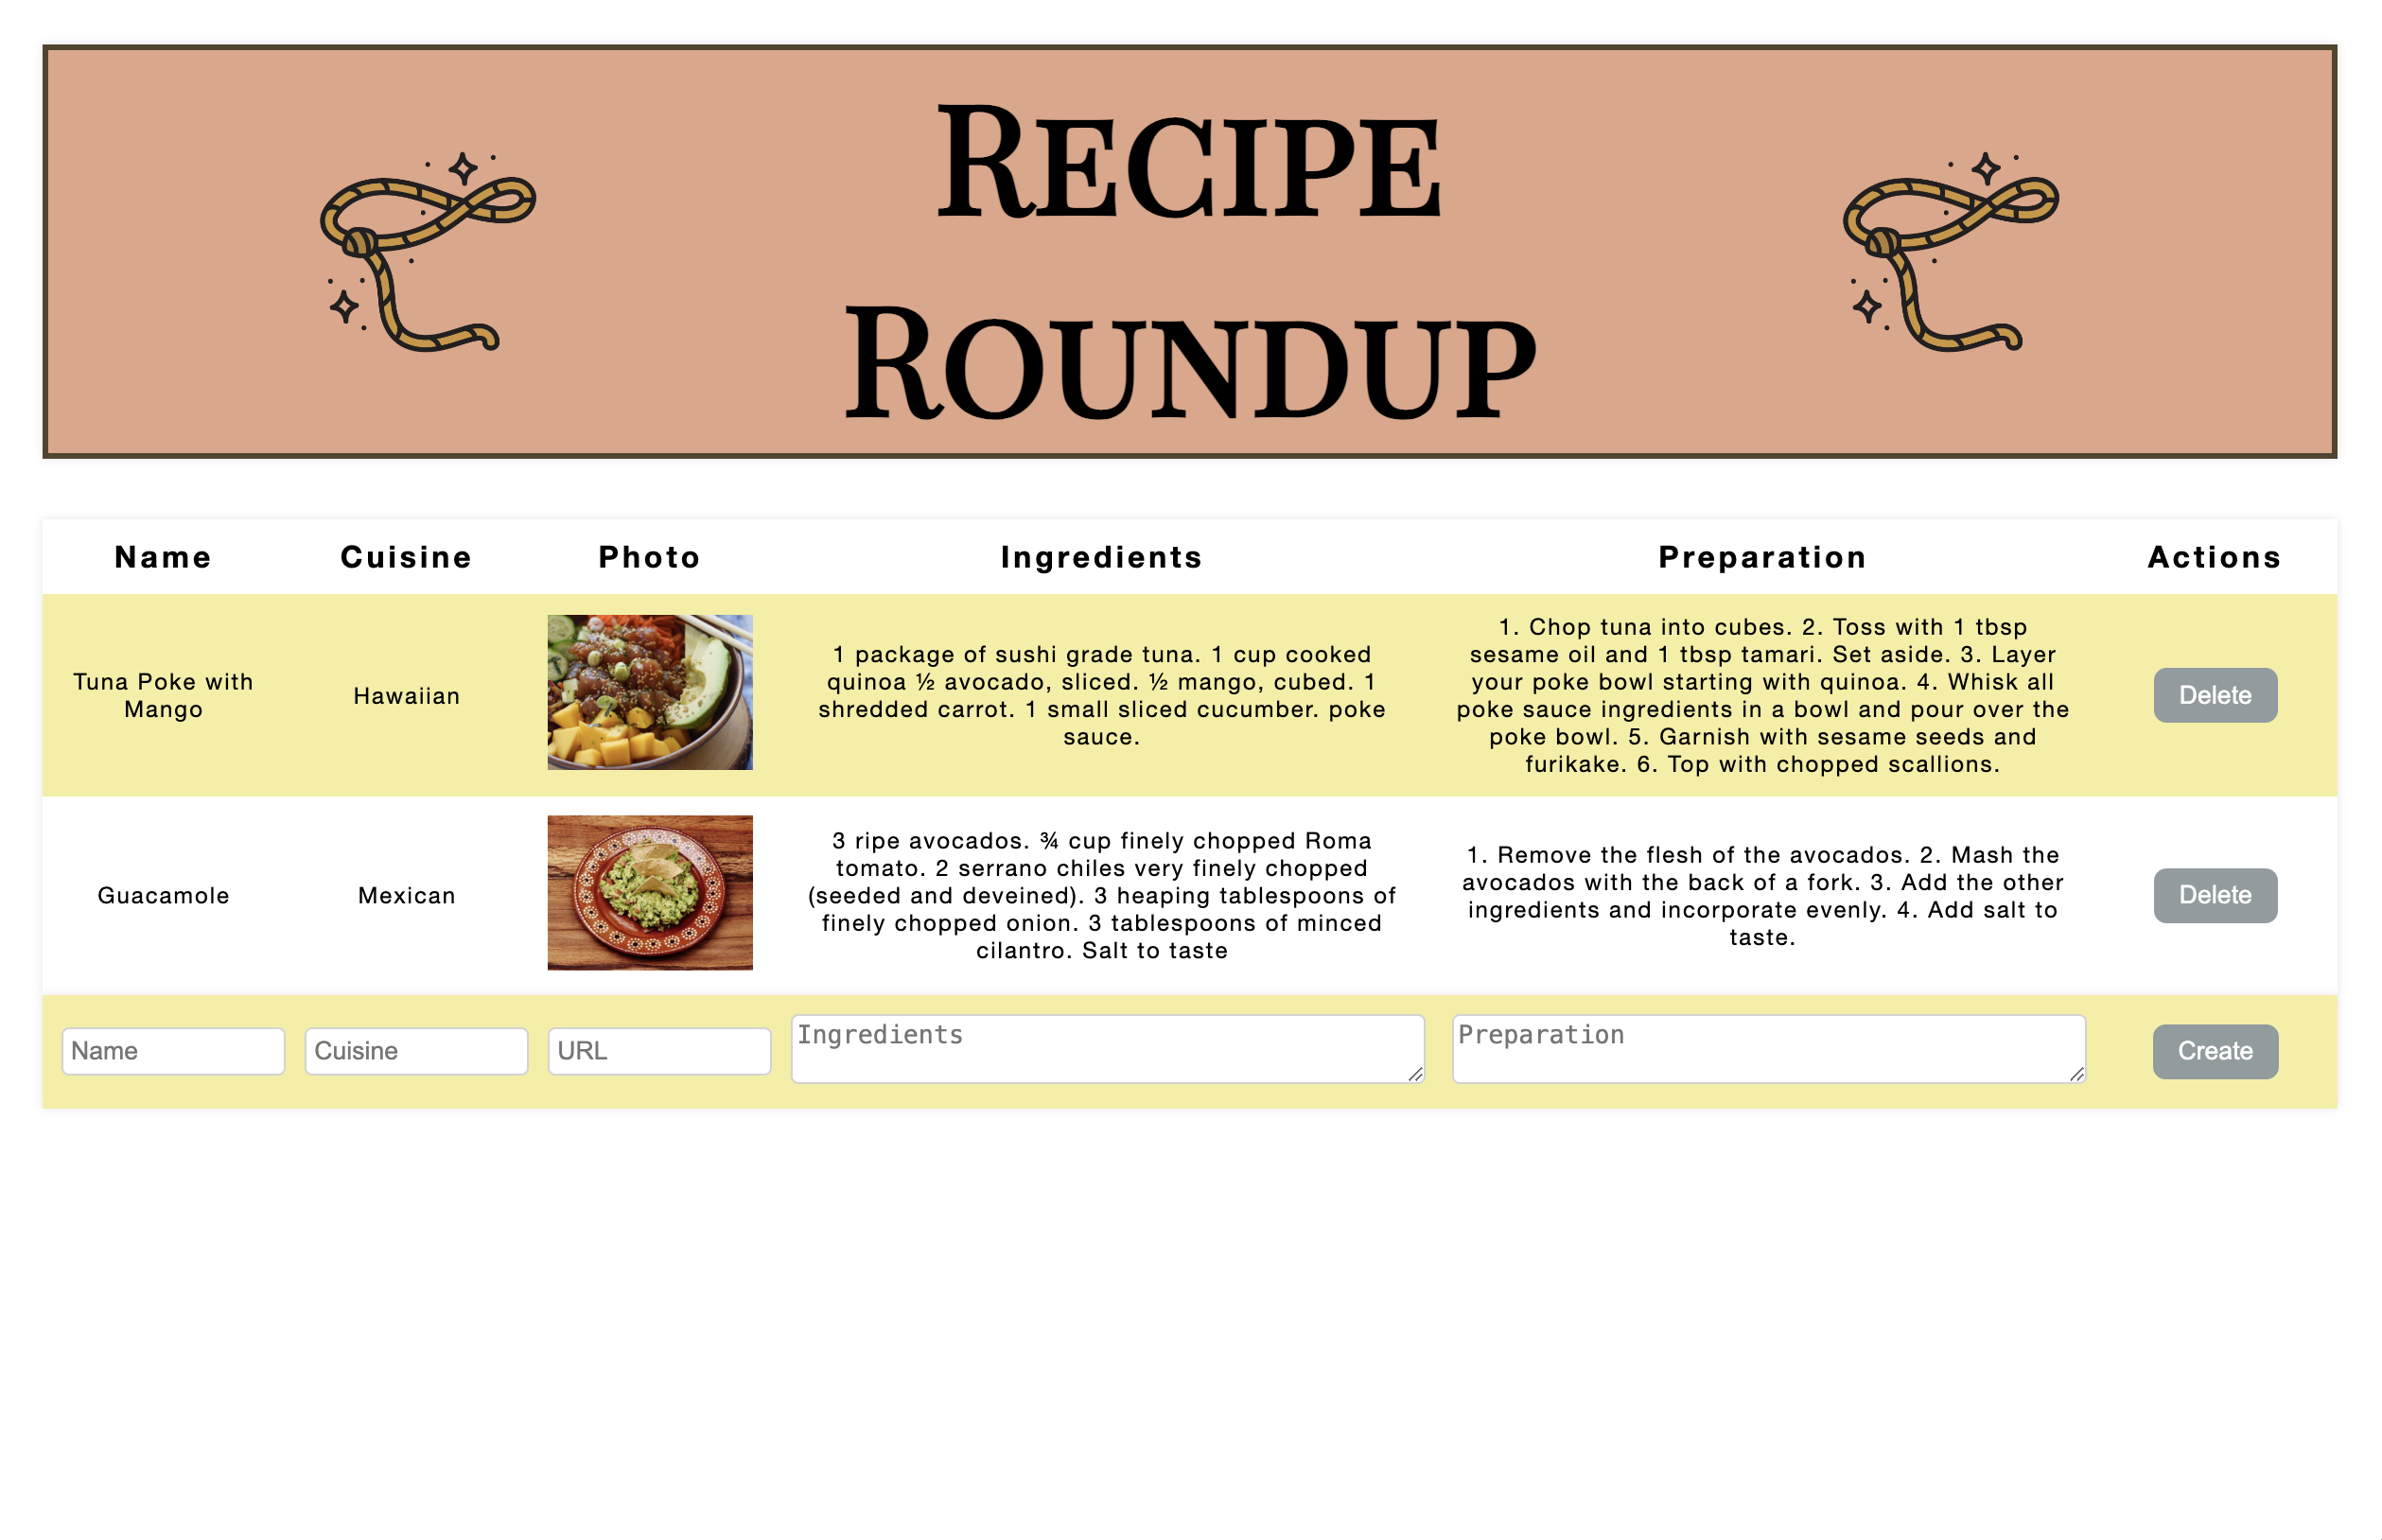 RECIPE
ROUNDUP
Name Cuisine Photo Ingredients Preparation Actions
Tuna Poke with
Mango
Hawaiian
1 package of sushi grade tuna. 1 cup cooked
quinoa ½ avocado, sliced. ½ mango, cubed. 1
shredded carrot. 1 small sliced cucumber. poke
sauce.
1. Chop tuna into cubes. 2. Toss with 1 tbsp
sesame oil and 1 tbsp tamari. Set aside. 3. Layer
your poke bowl starting with quinoa. 4. Whisk all
poke sauce ingredients in a bowl and pour over the
poke bowl. 5. Garnish with sesame seeds and
furikake. 6. Top with chopped scallions.
Delete
Guacamole
Mexican
3 ripe avocados. ¾ cup finely chopped Roma
tomato. 2 serrano chiles very finely chopped
(seeded and deveined). 3 heaping tablespoons of
finely chopped onion. 3 tablespoons of minced
cilantro. Salt to taste
1. Remove the flesh of the avocados. 2. Mash the
avocados with the back of a fork. 3. Add the other
ingredients and incorporate evenly. 4. Add salt to
taste.
Delete
Name
Cuisine
URL
Ingredients
Preparation
Create